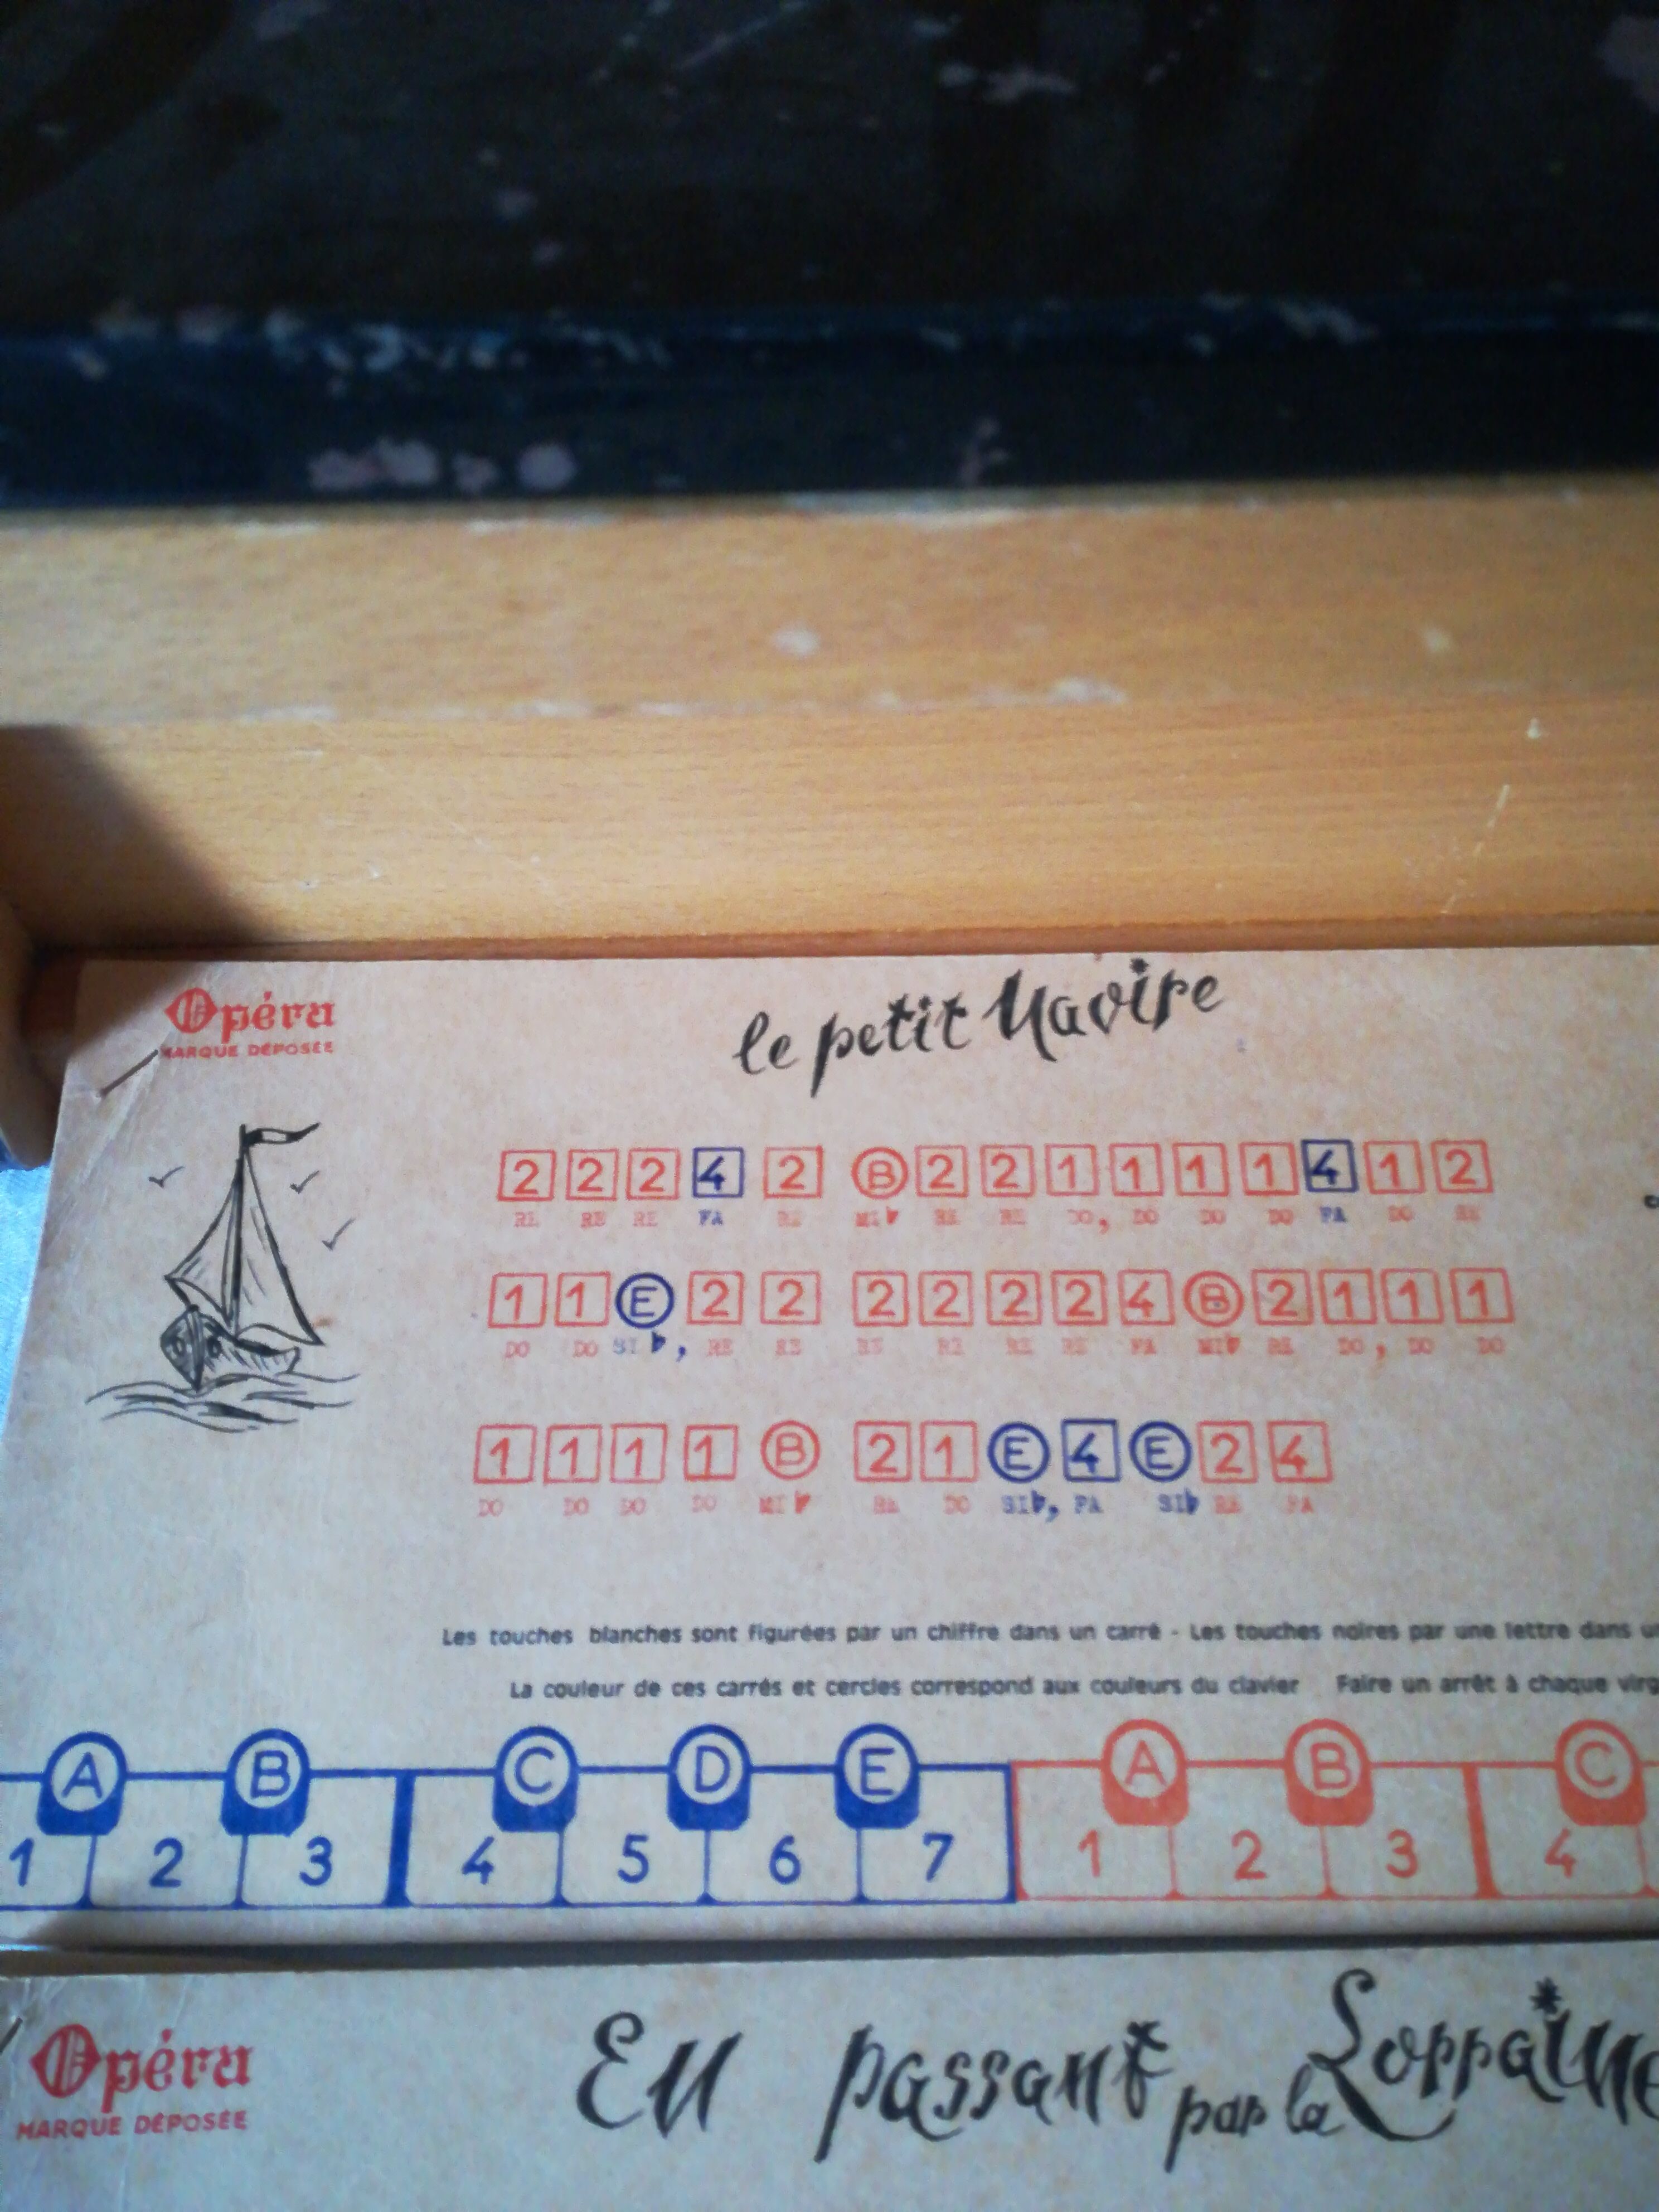 Opéra
MARQUE DÉPOSÉE
le petit Navire
2 2 2 4 2 B 2 2 1 1 1 1 4 1 2
RE RE RE FA RE MI♭ RE RE DO, DO DO DO FA DO RE
1 1 E 2 2 2 2 2 2 4 B 2 1 1 1
DO DO SI♭, RE RE RE RE RE RE FA MI♭ RE DO, DO DO
1 1 1 1 B 2 1 E 4 E 2 4
DO DO DO DO MI♭ RE DO SI♭, FA SI♭ RE FA
Les touches blanches sont figurées par un chiffre dans un carré - Les touches noires par une lettre dans
La couleur de ces carrés et cercles correspond aux couleurs du clavier Faire un arrêt à chaque virg
A B C D E A B C
1 2 3 4 5 6 7 1 2 3 4
Opéra
MARQUE DÉPOSÉE
En passant par la Lorraine